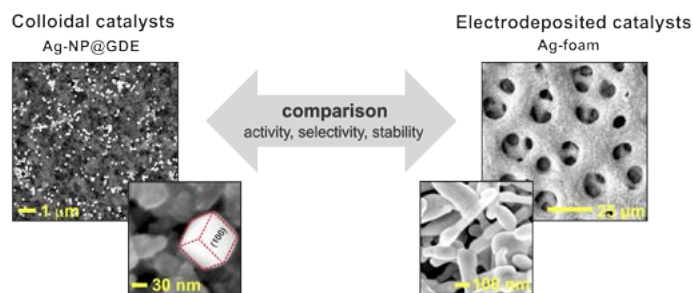 Colloidal catalysts
Ag-NP@GDE
Electrodeposited catalysts
Ag-foam
comparison
activity, selectivity, stability
1 μm
(100)
30 nm
25 μm
100 nm